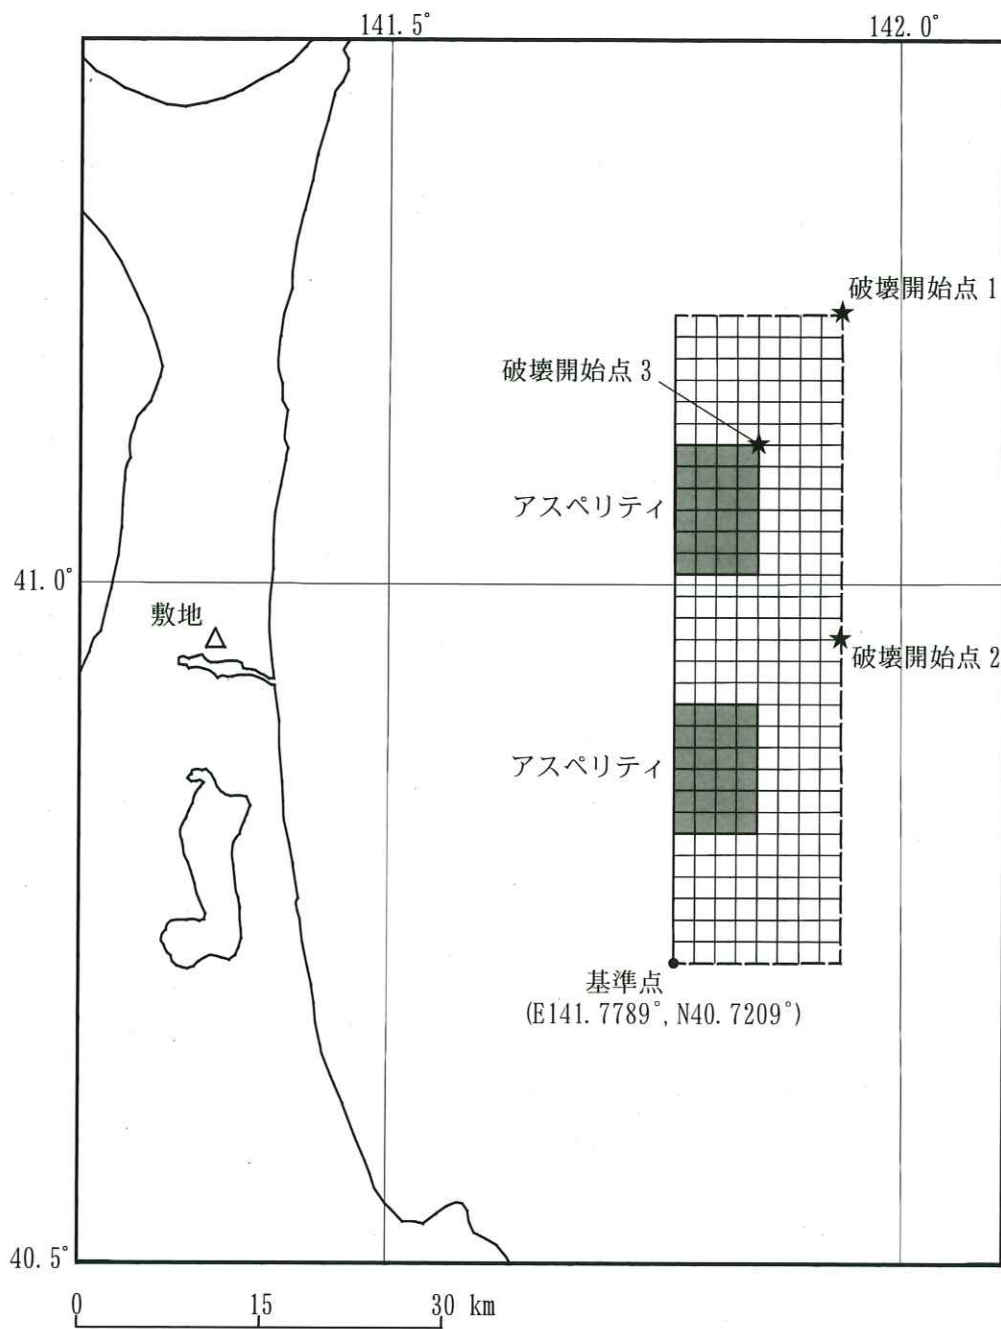 141.5°
142.0°
破壊開始点 1
破壊開始点 3
アスペリティ
41.0°
敷地
破壊開始点 2
アスペリティ
基準点
(E141.7789°, N40.7209°)
40.5°
0 15 30 km